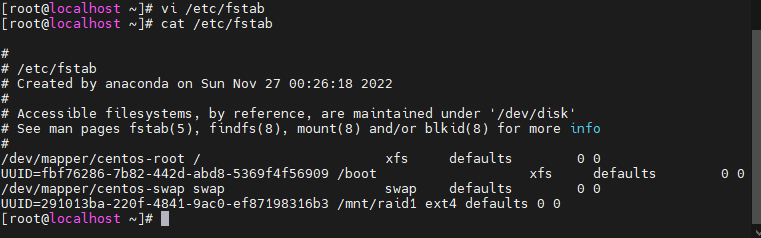 [root@localhost ~]# vi /etc/fstab
[root@localhost ~]# cat /etc/fstab
#
# /etc/fstab
# Created by anaconda on Sun Nov 27 00:26:18 2022
#
# Accessible filesystems, by reference, are maintained under '/dev/disk'
# See man pages fstab(5), findfs(8), mount(8) and/or blkid(8) for more info
#
/dev/mapper/centos-root / xfs defaults 0 0
UUID=fbf76286-7b82-442d-abd8-5369f4f56909 /boot xfs defaults 0 0
/dev/mapper/centos-swap swap swap defaults 0 0
UUID=291013ba-220f-4841-9ac0-ef87198316b3 /mnt/raid1 ext4 defaults 0 0
[root@localhost ~]#